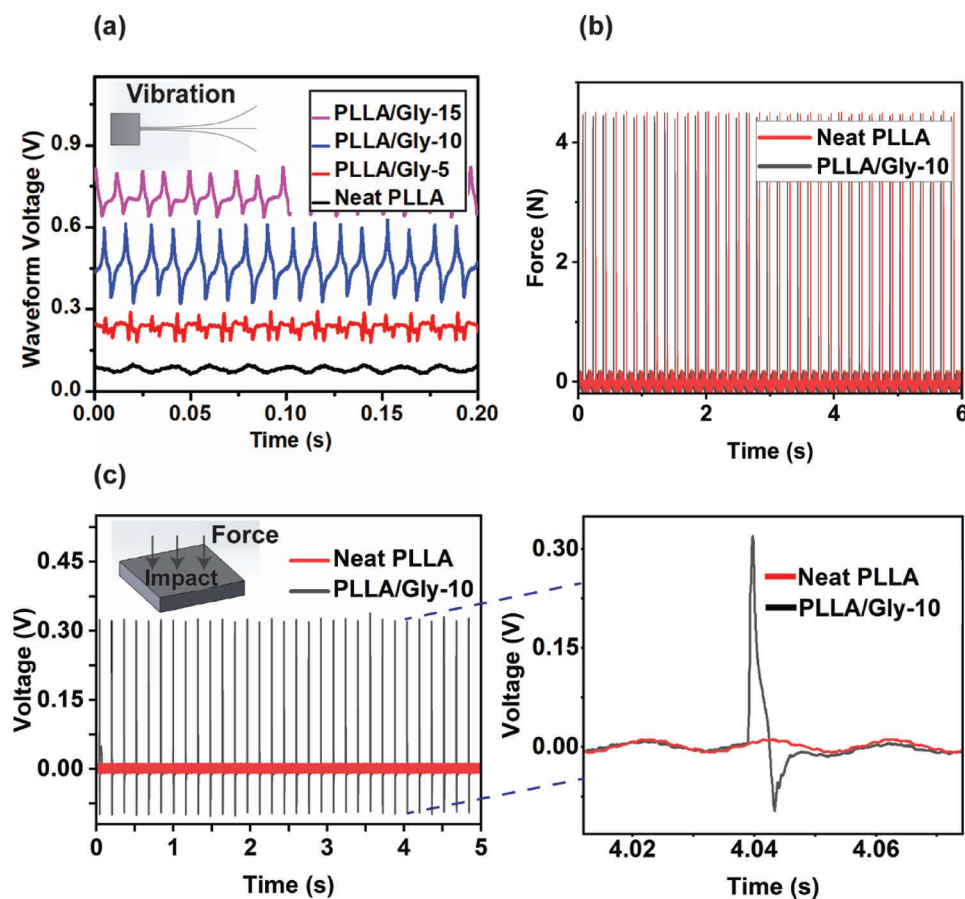 (a)
Vibration
PLLA/Gly-15
PLLA/Gly-10
PLLA/Gly-5
Neat PLLA
Waveform Voltage (V)
0.9
0.6
0.3
0.0
0.00 0.05 0.10 0.15 0.20
Time (s)
(b)
Neat PLLA
PLLA/Gly-10
Force (N)
4
2
0
0 2 4 6
Time (s)
(c)
Force
Impact
Neat PLLA
PLLA/Gly-10
Voltage (V)
0.45
0.30
0.15
0.00
0 1 2 3 4 5
Time (s)
Neat PLLA
PLLA/Gly-10
Voltage (V)
0.30
0.15
0.00
4.02 4.04 4.06
Time (s)